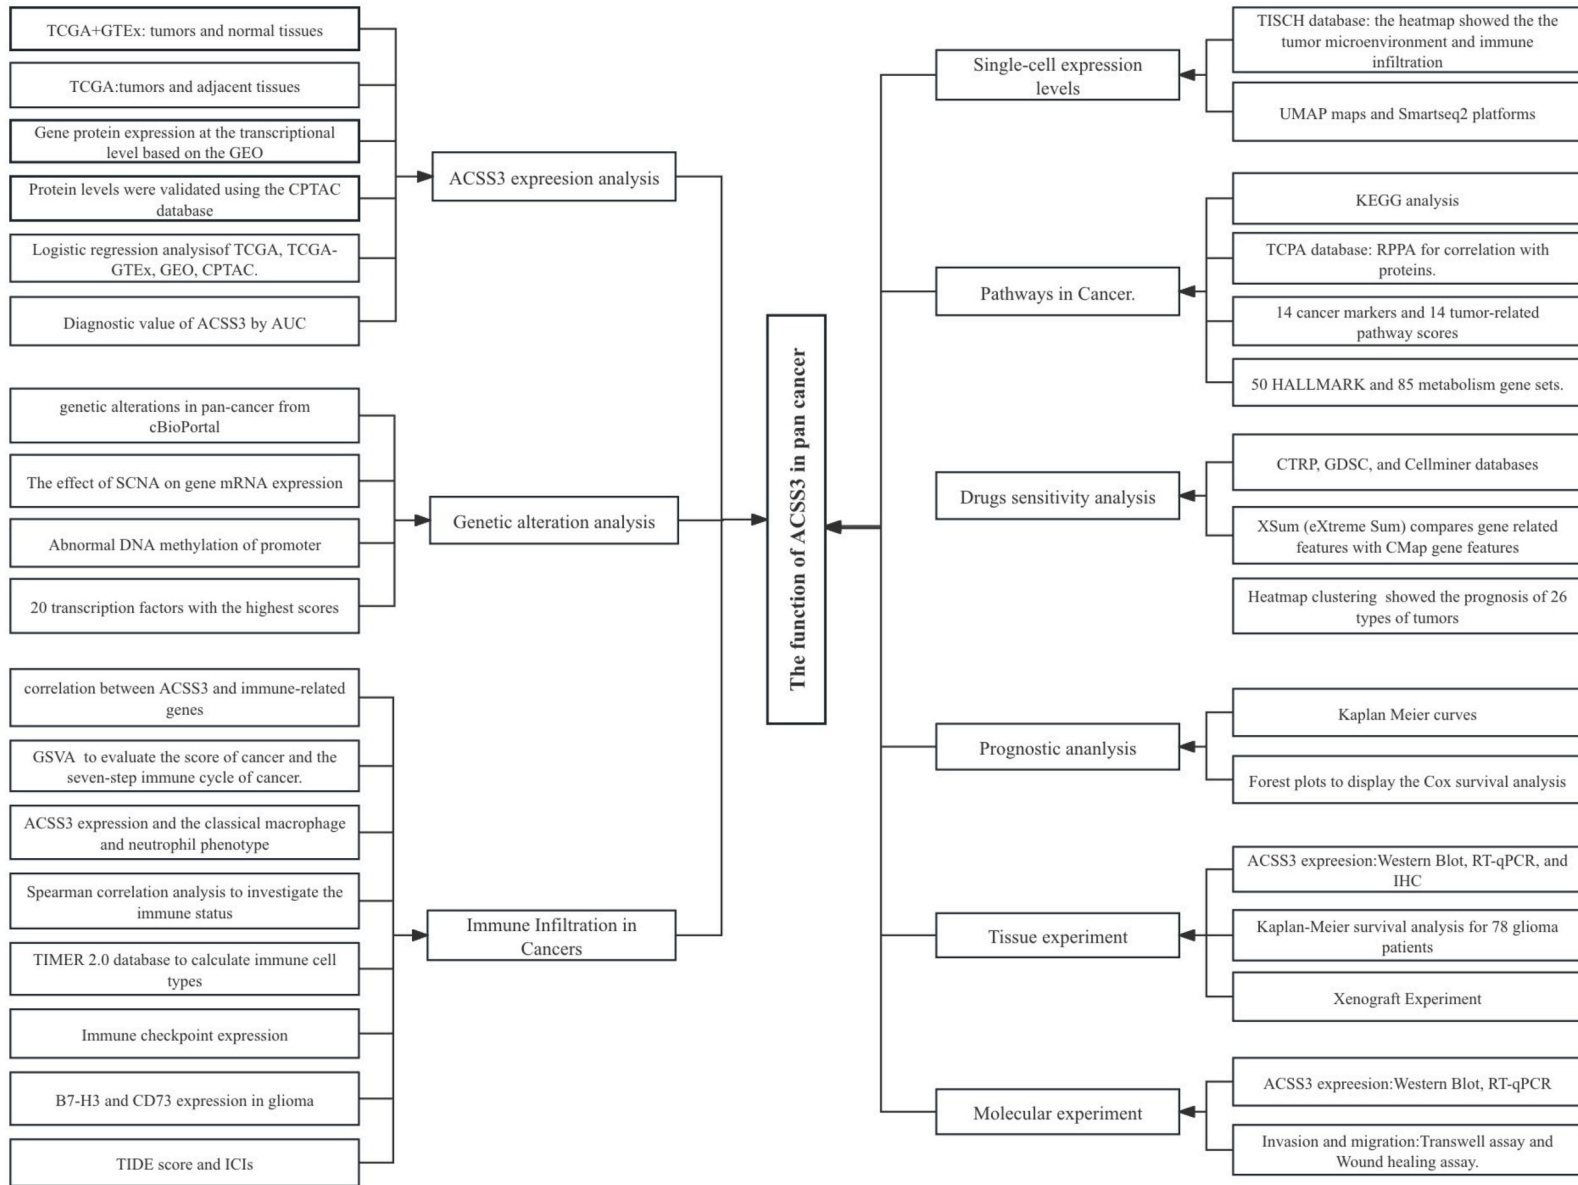 TCGA+GTEx: tumors and normal tissues
TCGA:tumors and adjacent tissues
Gene protein expression at the transcriptional
level based on the GEO
Protein levels were validated using the CPTAC
database
Logistic regression analysisof TCGA, TCGA-
GTEx, GEO, CPTAC.
Diagnostic value of ACSS3 by AUC
ACSS3 expreesion analysis
genetic alterations in pan-cancer from
cBioPortal
The effect of SCNA on gene mRNA expression
Abnormal DNA methylation of promoter
20 transcription factors with the highest scores
Genetic alteration analysis
correlation between ACSS3 and immune-related
genes
GSVA to evaluate the score of cancer and the
seven-step immune cycle of cancer.
ACSS3 expression and the classical macrophage
and neutrophil phenotype
Spearman correlation analysis to investigate the
immune status
TIMER 2.0 database to calculate immune cell
types
Immune checkpoint expression
B7-H3 and CD73 expression in glioma
TIDE score and ICIs
Immune Infiltration in
Cancers
The function of ACSS3 in pan cancer
Single-cell expression
levels
TISCH database: the heatmap showed the the
tumor microenvironment and immune
infiltration
UMAP maps and Smartseq2 platforms
Pathways in Cancer.
KEGG analysis
TCPA database: RPPA for correlation with
proteins.
14 cancer markers and 14 tumor-related
pathway scores
50 HALLMARK and 85 metabolism gene sets.
Drugs sensitivity analysis
CTRP, GDSC, and Cellminer databases
XSum (eXtreme Sum) compares gene related
features with CMap gene features
Heatmap clustering showed the prognosis of 26
types of tumors
Prognostic ananlysis
Kaplan Meier curves
Forest plots to display the Cox survival analysis
Tissue experiment
ACSS3 expreesion:Western Blot, RT-qPCR, and
IHC
Kaplan-Meier survival analysis for 78 glioma
patients
Xenograft Experiment
Molecular experiment
ACSS3 expreesion:Western Blot, RT-qPCR
Invasion and migration:Transwell assay and
Wound healing assay.